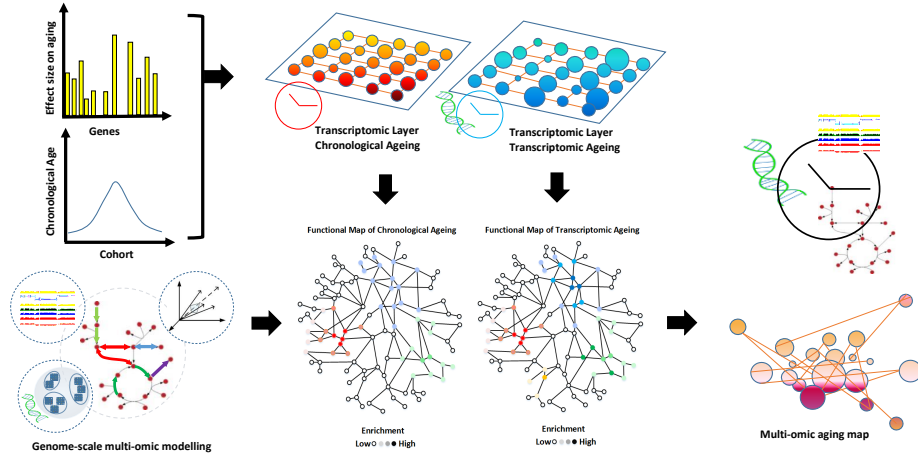 Effect size on aging
Genes
Chronological Age
Cohort
Transcriptomic Layer
Chronological Ageing
Transcriptomic Layer
Transcriptomic Ageing
Functional Map of Chronological Ageing
Functional Map of Transcriptomic Ageing
Enrichment
Low High
Enrichment
Low High
Genome-scale multi-omic modelling
Multi-omic aging map